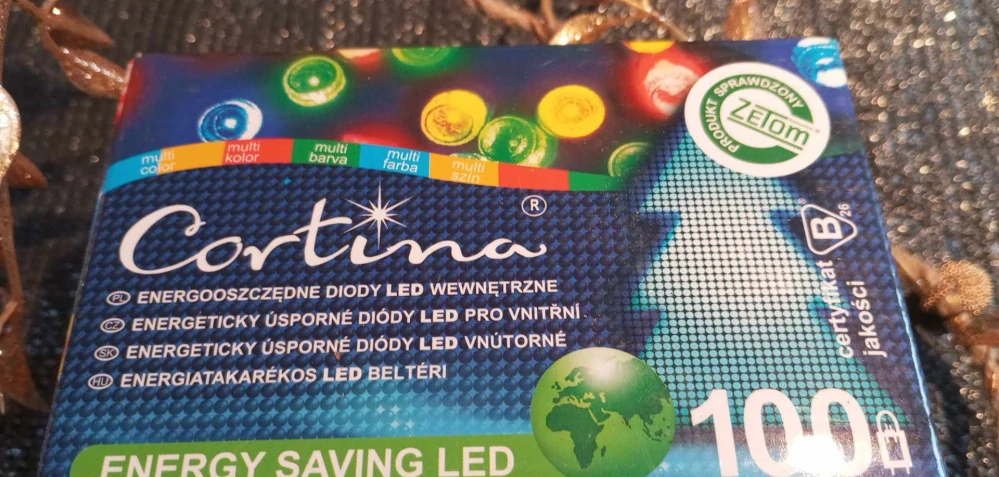 PRODUKT SPRAWDZONY
ZETOM
multi color
multi kolor
multi barva
multi farba
multi szín
Cortina ®
PL ENERGOOSZCZĘDNE DIODY LED WEWNĘTRZNE
CZ ENERGETICKY ÚSPORNÉ DIÓDY LED PRO VNITŘNÍ
SK ENERGETICKY ÚSPORNÉ DIÓDY LED VNÚTORNÉ
HU ENERGIATAKARÉKOS LED BELTÉRI
B 26
certyfikat
jakości
100
ENERGY SAVING LED